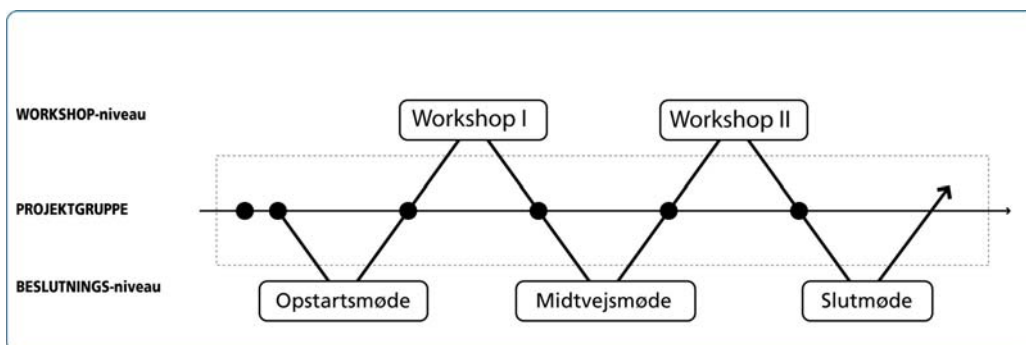 WORKSHOP-niveau
Workshop I
Workshop II
PROJEKTGRUPPE
BESLUTNINGS-niveau
Opstartsmøde
Midtvejsmøde
Slutmøde